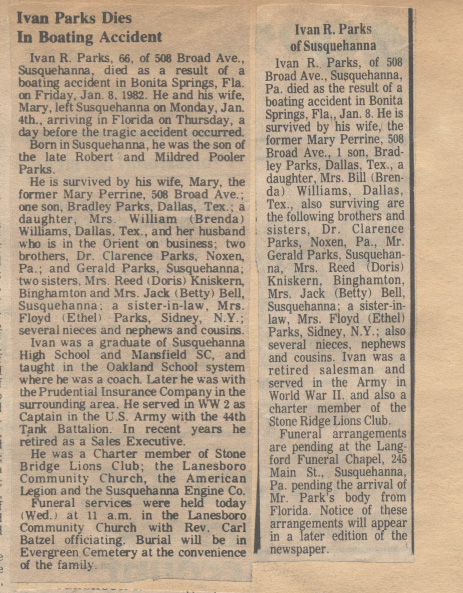 Ivan Parks Dies
In Boating Accident
Ivan R. Parks, 66, of 508 Broad Ave.,
Susquehanna, died as a result of a
boating accident in Bonita Springs, Fla.
on Friday, Jan. 8, 1982. He and his wife,
Mary, left Susquehanna on Monday, Jan.
4th., arriving in Florida on Thursday, a
day before the tragic accident occurred.
Born in Susquehanna, he was the son of
the late Robert and Mildred Pooler
Parks.
He is survived by his wife, Mary, the
former Mary Perrine, 508 Broad Ave.;
one son, Bradley Parks, Dallas, Tex.; a
daughter, Mrs. William (Brenda)
Williams, Dallas, Tex., and her husband
who is in the Orient on business; two
brothers, Dr. Clarence Parks, Noxen,
Pa.; and Gerald Parks, Susquehanna;
two sisters, Mrs. Reed (Doris) Kniskern,
Binghamton and Mrs. Jack (Betty) Bell,
Susquehanna; a sister-in-law, Mrs.
Floyd (Ethel) Parks, Sidney, N.Y.;
several nieces and nephews and cousins.
Ivan was a graduate of Susquehanna
High School and Mansfield SC, and
taught in the Oakland School system
where he was a coach. Later he was with
the Prudential Insurance Company in the
surrounding area. He served in WW 2 as
Captain in the U.S. Army with the 44th
Tank Battalion. In recent years he
retired as a Sales Executive.
He was a Charter member of Stone
Bridge Lions Club; the Lanesboro
Community Church, the American
Legion and the Susquehanna Engine Co.
Funeral services were held today
(Wed.) at 11 a.m. in the Lanesboro
Community Church with Rev. Carl
Batzel officiating. Burial will be in
Evergreen Cemetery at the convenience
of the family.
Ivan R. Parks
of Susquehanna
Ivan R. Parks, of 508
Broad Ave., Susquehanna,
Pa. died as the result of a
boating accident in Bonita
Springs, Fla., Jan. 8. He is
survived by his wife, the
former Mary Perrine, 508
Broad Ave., 1 son, Brad-
ley Parks, Dallas, Tex., a
daughter, Mrs. Bill (Bren-
da) Williams, Dallas,
Tex., also surviving are
the following brothers and
sisters, Dr. Clarence
Parks, Noxen, Pa., Mr.
Gerald Parks, Susquehan-
na, Mrs. Reed (Doris)
Kniskern, Binghamton,
Mrs. Jack (Betty) Bell,
Susquehanna; a sister-in-
law, Mrs. Floyd (Ethel)
Parks, Sidney, N.Y.; also
several nieces, nephews
and cousins. Ivan was a
retired salesman and
served in the Army in
World War II. and also a
charter member of the
Stone Ridge Lions Club.
Funeral arrangements
are pending at the Lang-
ford Funeral Chapel, 245
Main St., Susquehanna,
Pa. pending the arrival of
Mr. Park's body from
Florida. Notice of these
arrangements will appear
in a later edition of the
newspaper.